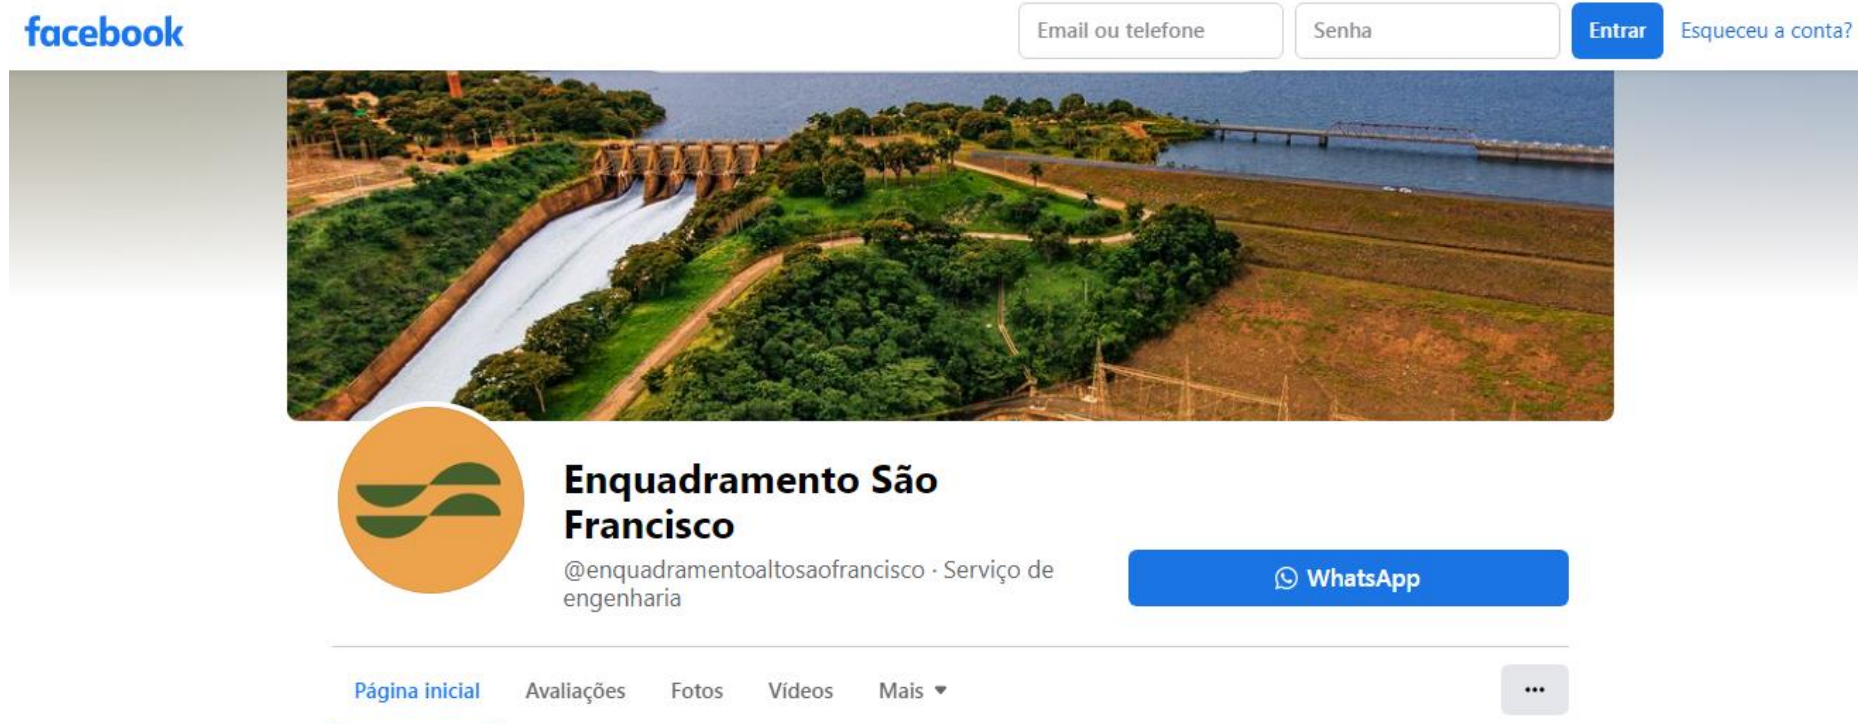 facebook
Email ou telefone
Senha
Entrar
Esqueceu a conta?
Enquadramento São
Francisco
@enquadramentoaltosaofrancisco · Serviço de
engenharia
WhatsApp
Página inicial
Avaliações
Fotos
Vídeos
Mais